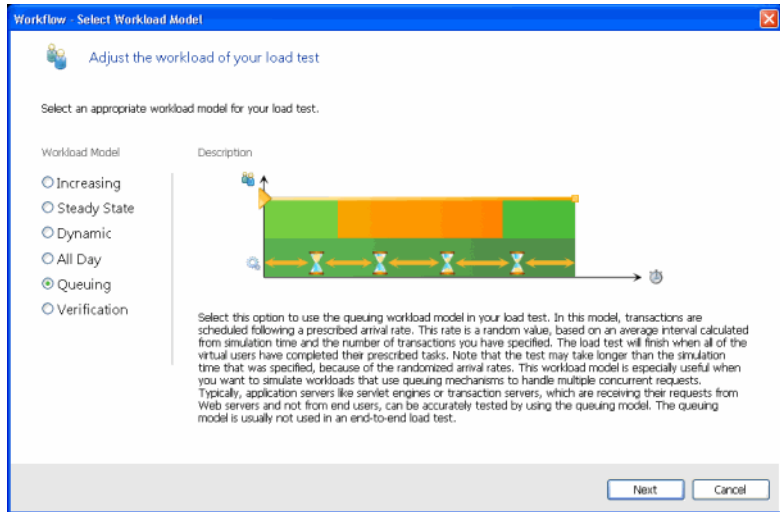 Workflow - Select Workload Model
Adjust the workload of your load test
Select an appropriate workload model for your load test.
Workload Model
Description
Increasing
Steady State
Dynamic
All Day
Queuing
Verification
Select this option to use the queuing workload model in your load test. In this model, transactions are
scheduled following a prescribed arrival rate. This rate is a random value, based on an average interval calculated
from simulation time and the number of transactions you have specified. The load test will finish when all of the
virtual users have completed their prescribed tasks. Note that the test may take longer than the simulation
time that was specified, because of the randomized arrival rates. This workload model is especially useful when
you want to simulate workloads that use queuing mechanisms to handle multiple concurrent requests.
Typically, application servers like servlet engines or transaction servers, which are receiving their requests from
Web servers and not from end users, can be accurately tested by using the queuing model. The queuing
model is usually not used in an end-to-end load test.
Next
Cancel